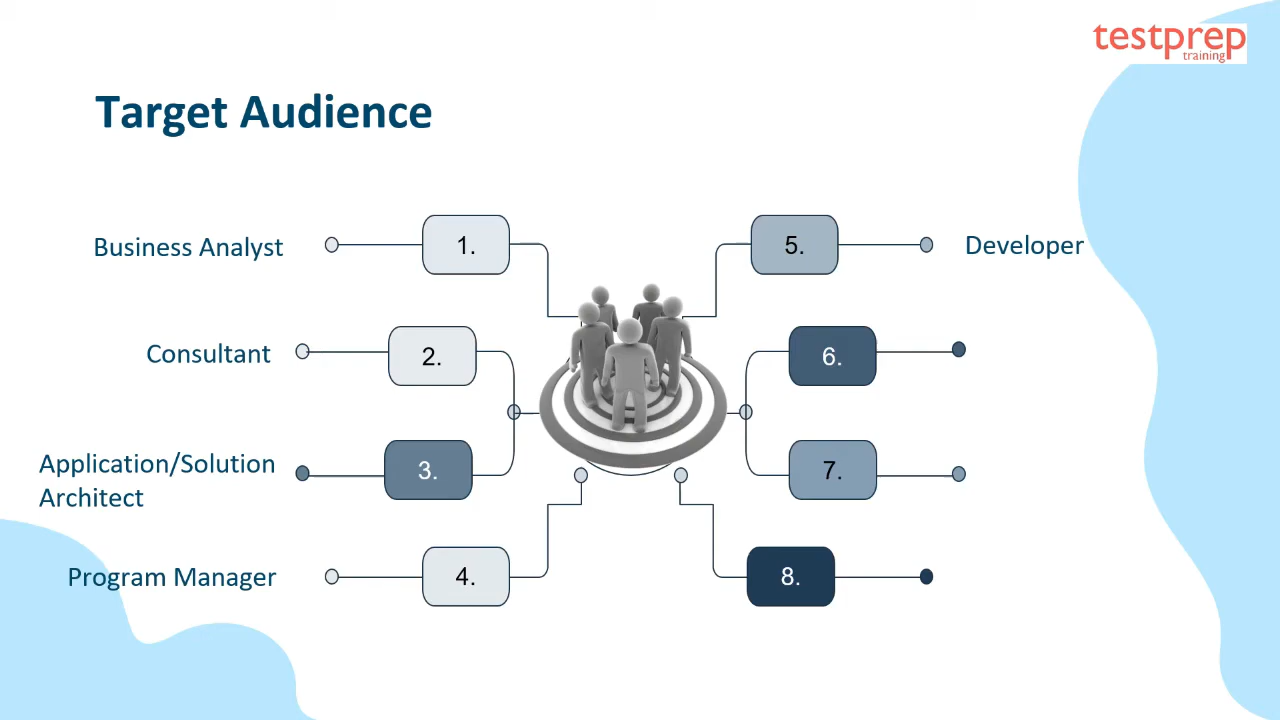 testprep
training
Target Audience
Business Analyst
1.
5.
Developer
Consultant
2.
6.
Application/Solution
Architect
3.
7.
Program Manager
4.
8.